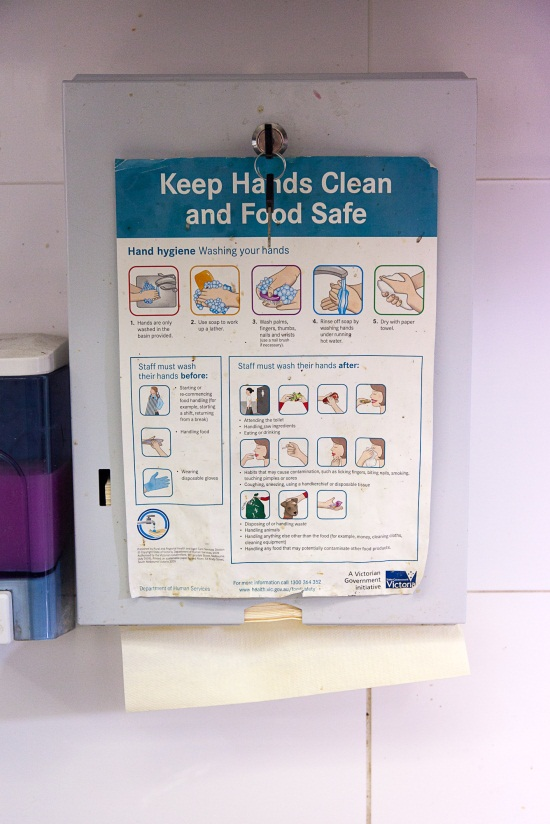 Keep Hands Clean
and Food Safe
Hand hygiene Washing your hands
1. Hands are only
washed in the
basin provided.
2. Use soap to work
up a lather.
3. Wash palms,
fingers, thumbs,
nails and wrists
(use a nail brush
if necessary).
4. Rinse off soap by
washing hands
under running
hot water.
5. Dry with paper
towel.
Staff must wash
their hands before:
• Starting or
re-commencing
food handling (for
example, starting
a shift, returning
from a break)
• Handling food
• Wearing
disposable gloves
Staff must wash their hands after:
• Attending the toilet
• Handling raw ingredients
• Eating or drinking
• Habits that may cause contamination, such as licking fingers, biting nails, smoking,
touching pimples or sores
• Coughing, sneezing, using a handkerchief or disposable tissue
• Disposing of or handling waste
• Handling animals
• Handling anything else other than the food (for example, money, cleaning cloths,
cleaning equipment)
• Handling any food that may potentially contaminate other food products.
Department of Human Services
For more information call 1300 364 352
www.health.vic.gov.au/foodsafety
A Victorian
Government
initiative
Victoria